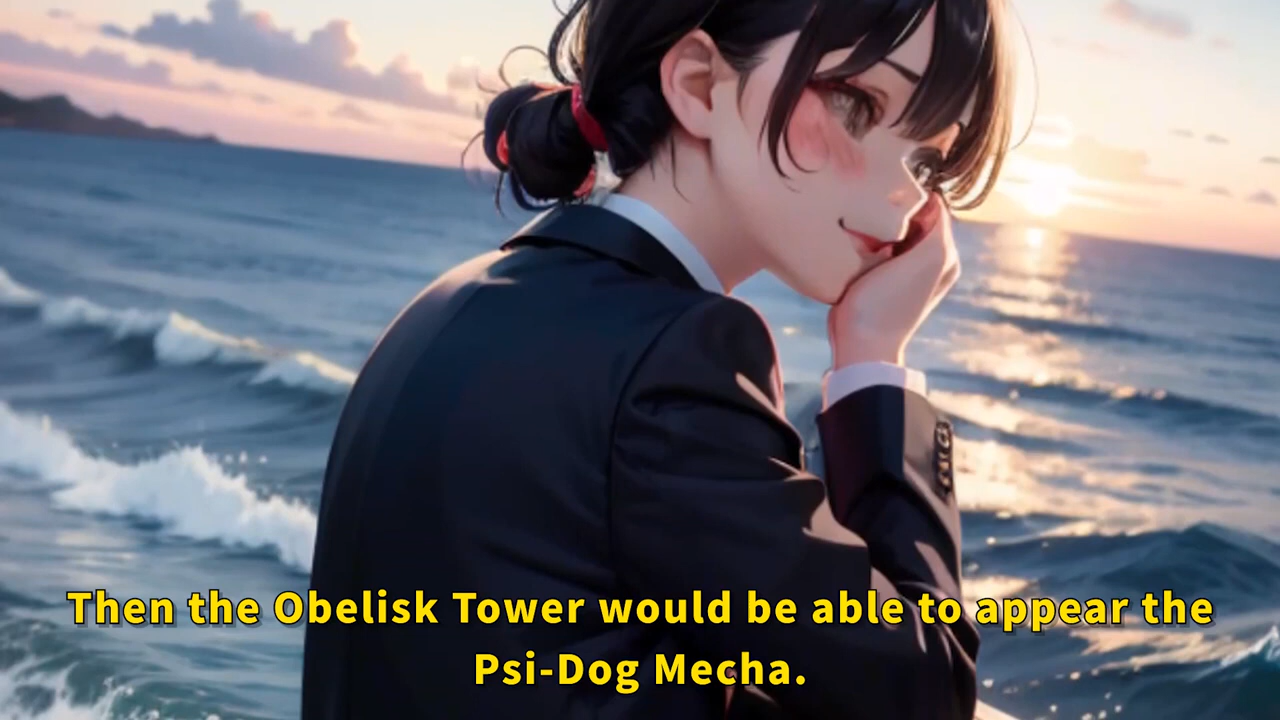 Then the Obelisk Tower would be able to appear the
Psi-Dog Mecha.